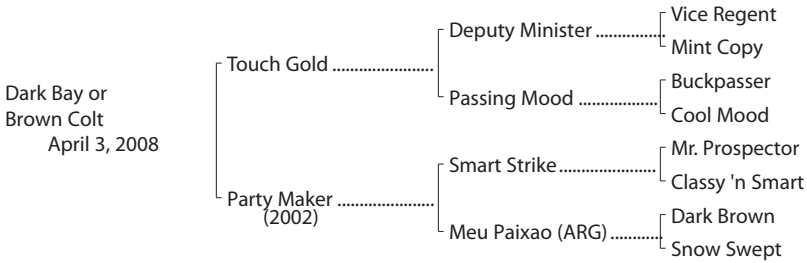 Dark Bay or
Brown Colt
April 3, 2008
Touch Gold ........................
Party Maker ........................
(2002)
Deputy Minister ................
Passing Mood ...................
Smart Strike .......................
Meu Paixao (ARG) ............
Vice Regent
Mint Copy
Buckpasser
Cool Mood
Mr. Prospector
Classy 'n Smart
Dark Brown
Snow Swept